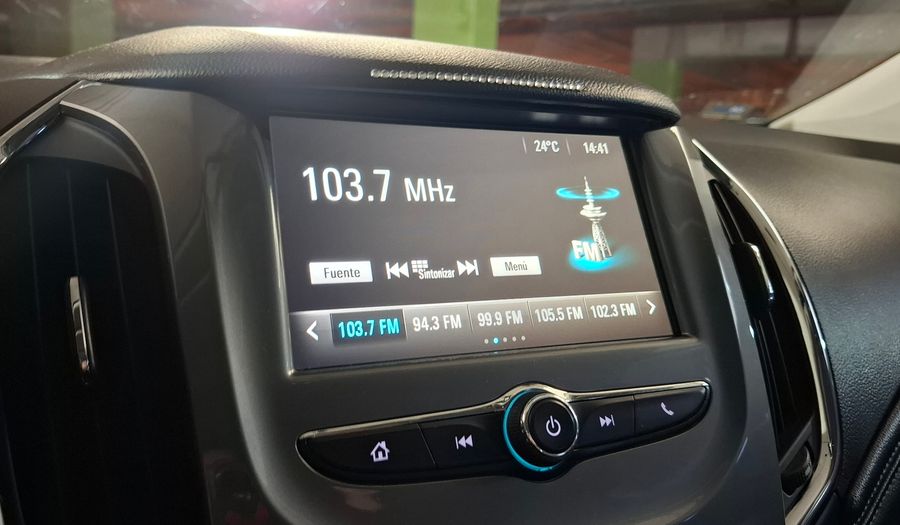 24°C 14:41
103.7 MHz
FM
Fuente Sintonizar Menú
103.7 FM 94.3 FM 99.9 FM 105.5 FM 102.3 FM